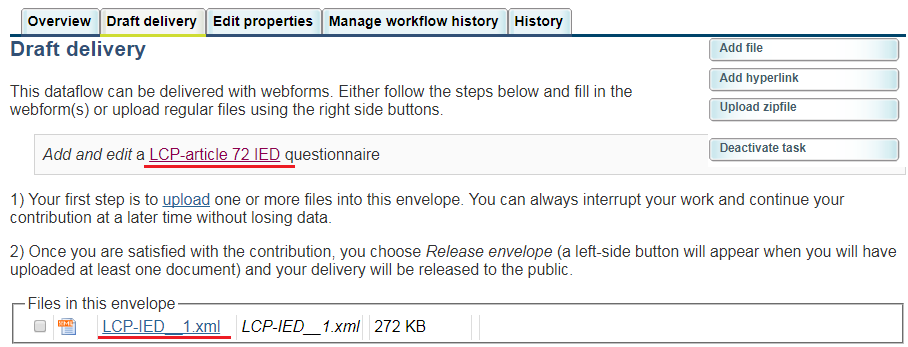 Overview Draft delivery Edit properties Manage workflow history History
Draft delivery
Add file
Add hyperlink
Upload zipfile
Deactivate task
This dataflow can be delivered with webforms. Either follow the steps below and fill in the
webform(s) or upload regular files using the right side buttons.
Add and edit a LCP-article 72 IED questionnaire
1) Your first step is to upload one or more files into this envelope. You can always interrupt your work and continue your
contribution at a later time without losing data.
2) Once you are satisfied with the contribution, you choose Release envelope (a left-side button will appear when you will have
uploaded at least one document) and your delivery will be released to the public.
Files in this envelope
LCP-IED__1.xml LCP-IED__1.xml 272 KB